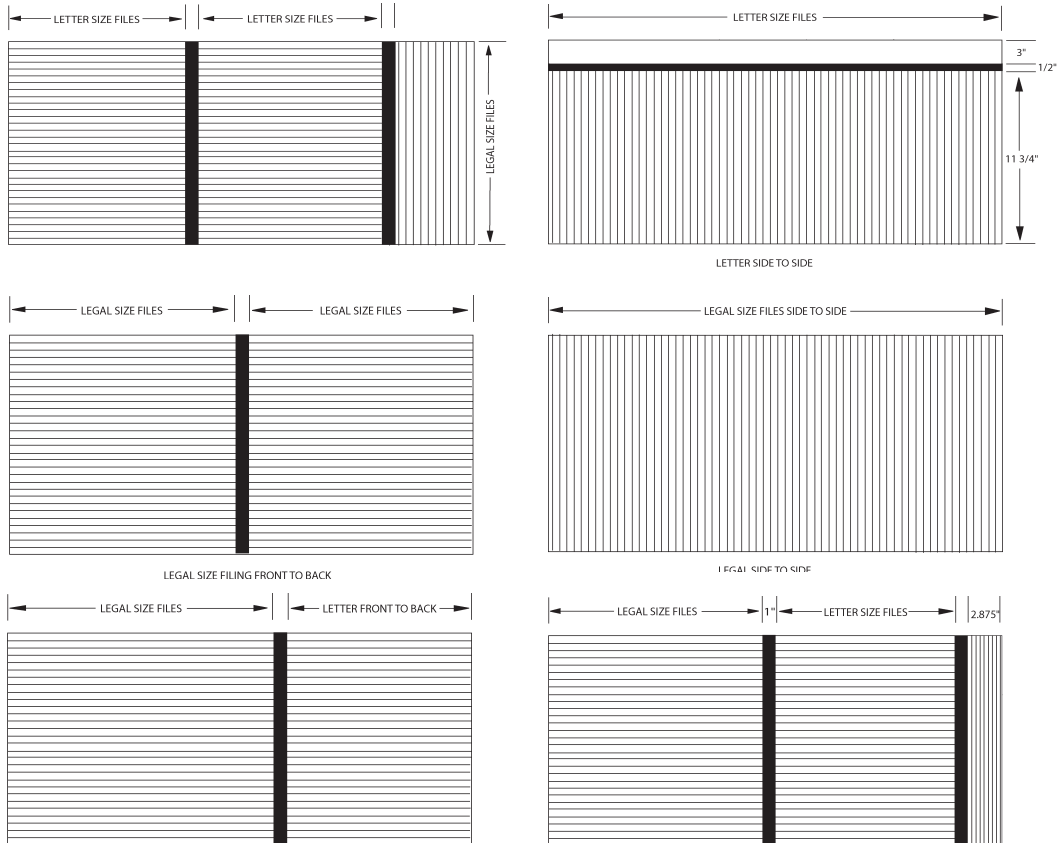 LETTER SIZE FILES
LETTER SIZE FILES
LEGAL SIZE FILES
LETTER SIZE FILES
3"
1/2"
11 3/4"
LETTER SIDE TO SIDE
LEGAL SIZE FILES
LEGAL SIZE FILES
LEGAL SIZE FILING FRONT TO BACK
LEGAL SIZE FILES SIDE TO SIDE
LEGAL SIDE TO SIDE
LEGAL SIZE FILES
LETTER FRONT TO BACK
LEGAL SIZE FILES
1"
LETTER SIZE FILES
2.875"